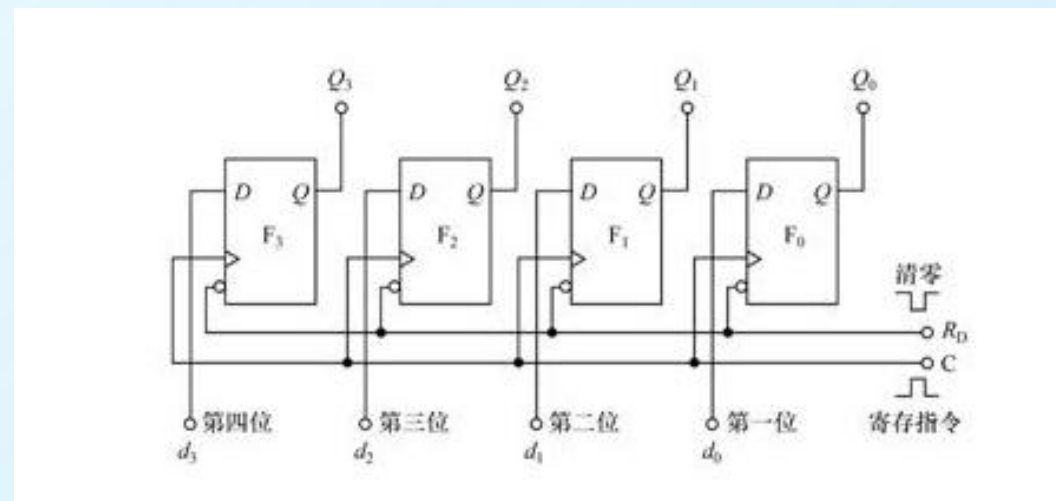 Q₃ Q₂ Q₁ Q₀
D Q D Q D Q D Q
F₃ F₂ F₁ F₀
清零
R_D
C
第四位 第三位 第二位 第一位 寄存指令
d₃ d₂ d₁ d₀